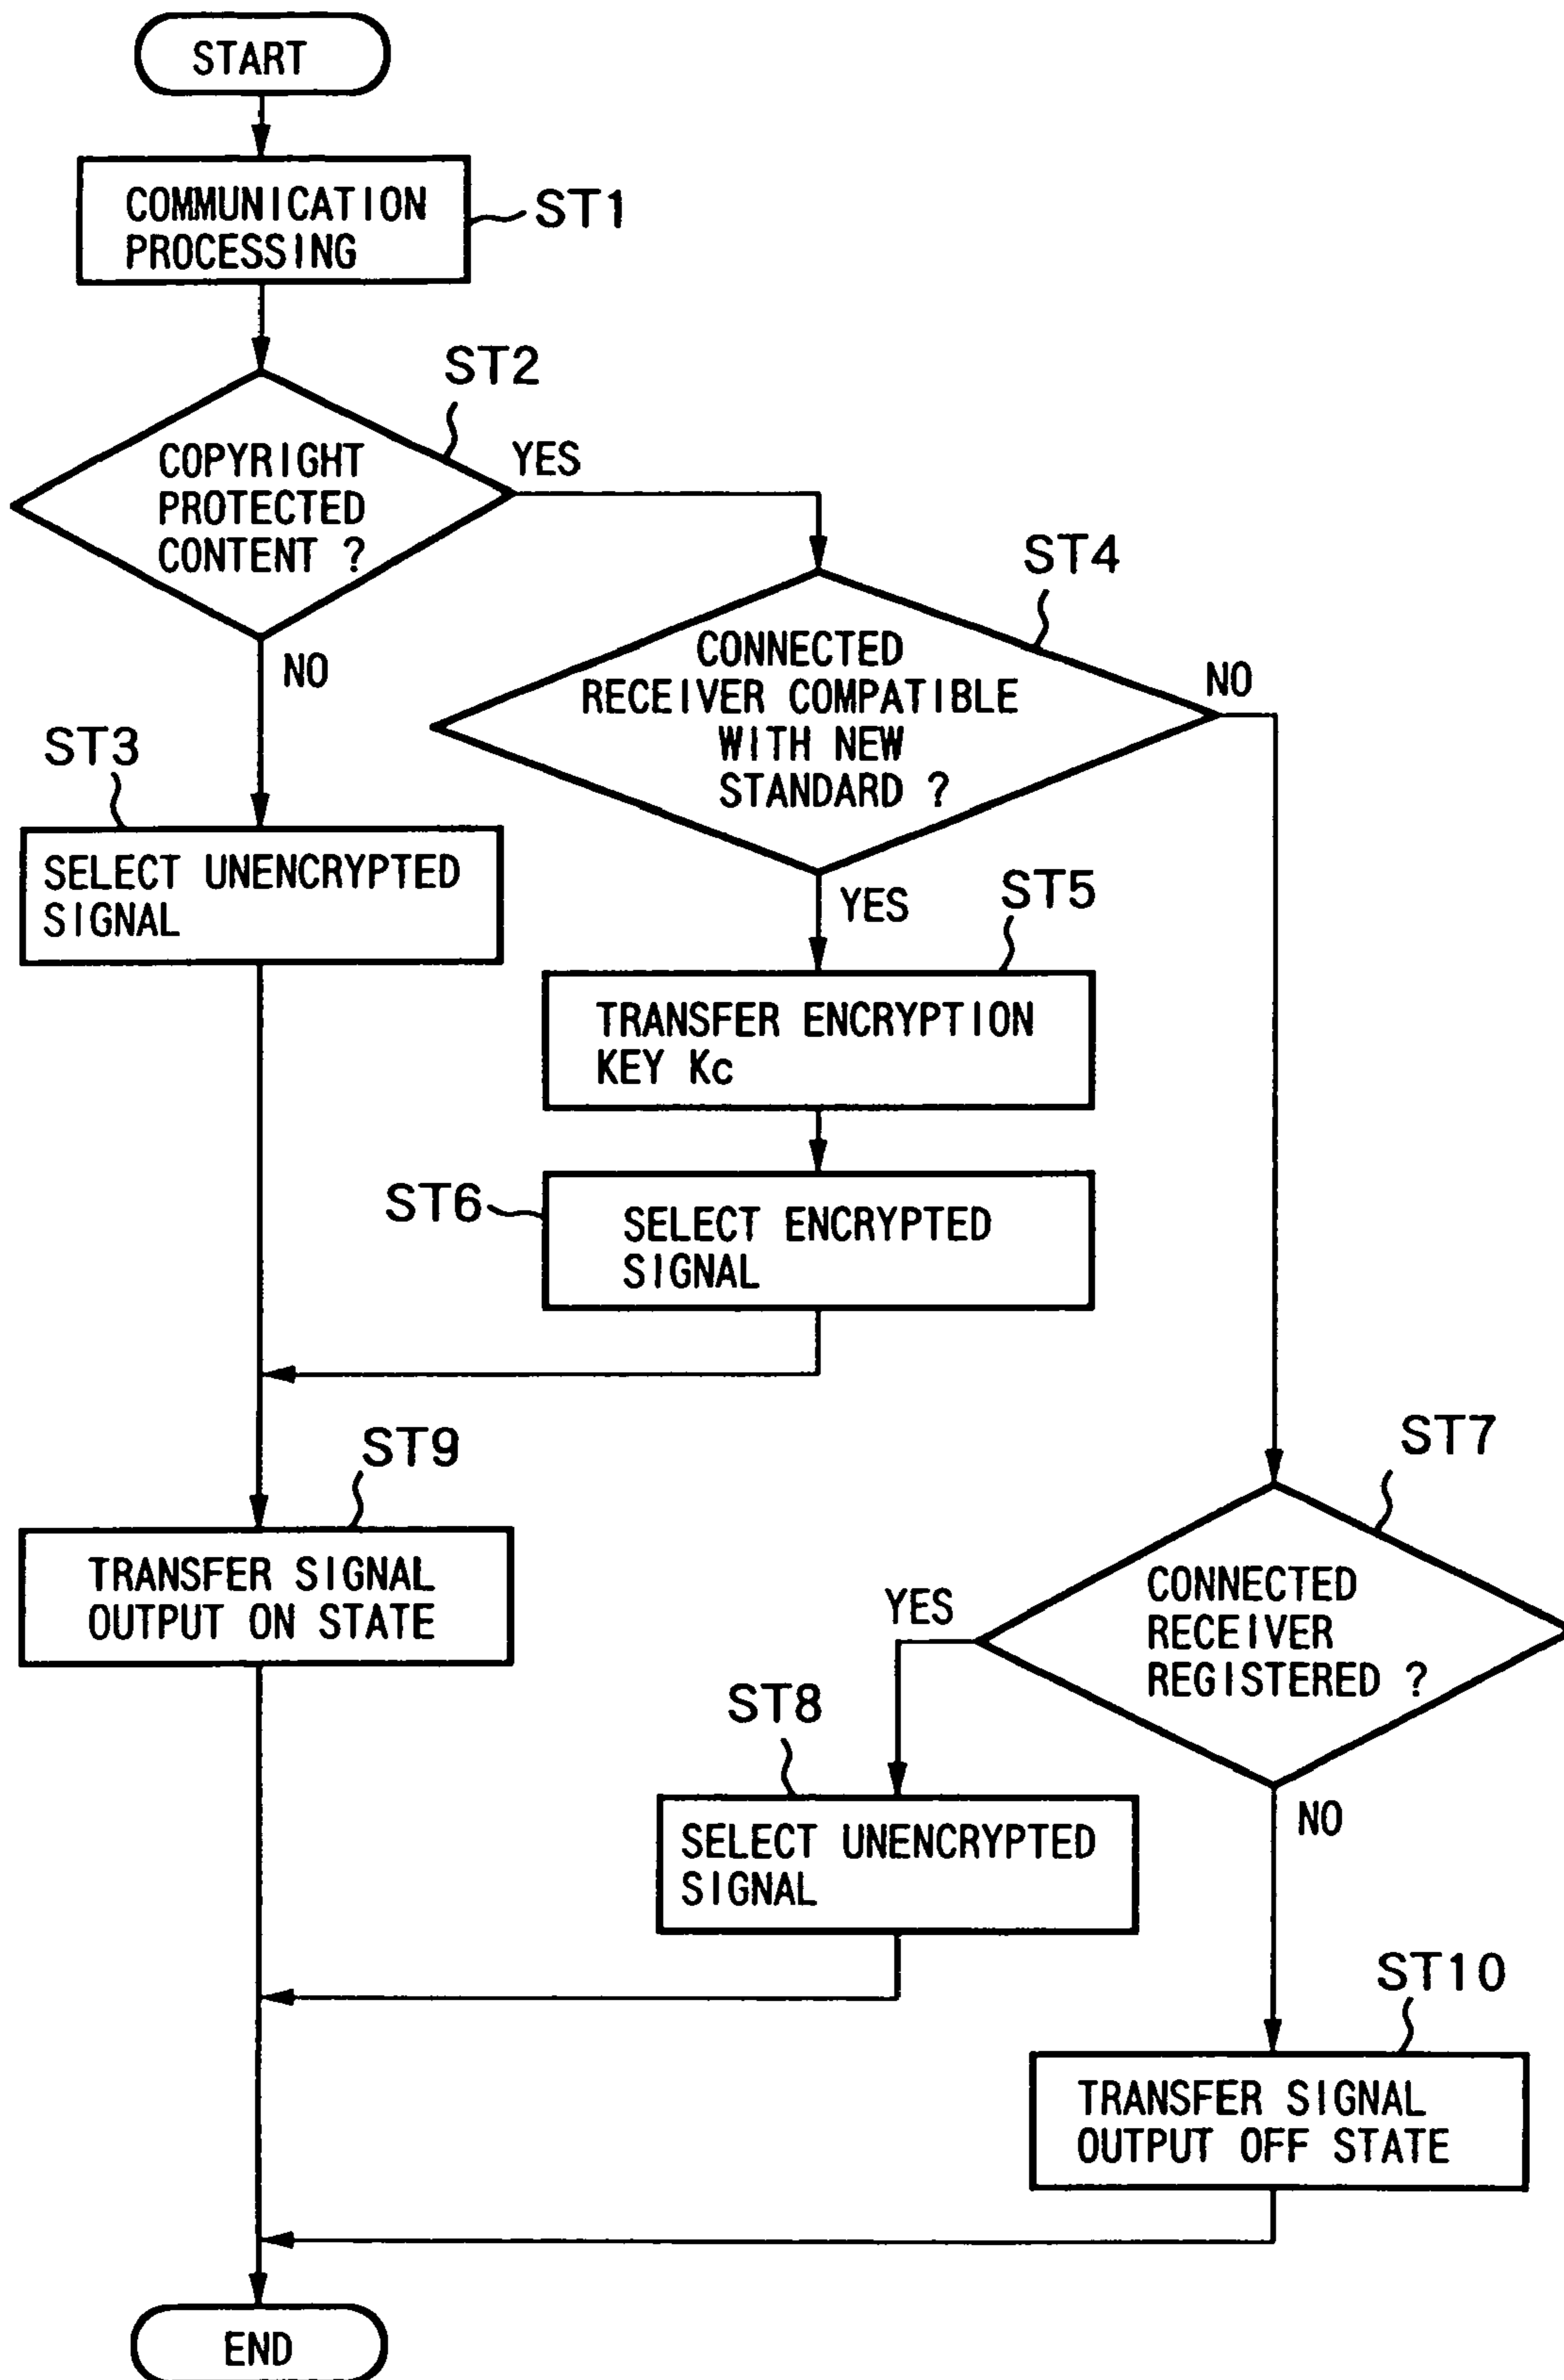 START
COMMUNICATION
PROCESSING
ST1
ST2
COPYRIGHT
PROTECTED
CONTENT ?
YES
NO
ST4
CONNECTED
RECEIVER COMPATIBLE
WITH NEW
STANDARD ?
NO
YES
ST3
SELECT UNENCRYPTED
SIGNAL
ST5
TRANSFER ENCRYPTION
KEY Kc
ST6
SELECT ENCRYPTED
SIGNAL
ST9
TRANSFER SIGNAL
OUTPUT ON STATE
ST7
CONNECTED
RECEIVER
REGISTERED ?
YES
NO
ST8
SELECT UNENCRYPTED
SIGNAL
ST10
TRANSFER SIGNAL
OUTPUT OFF STATE
END